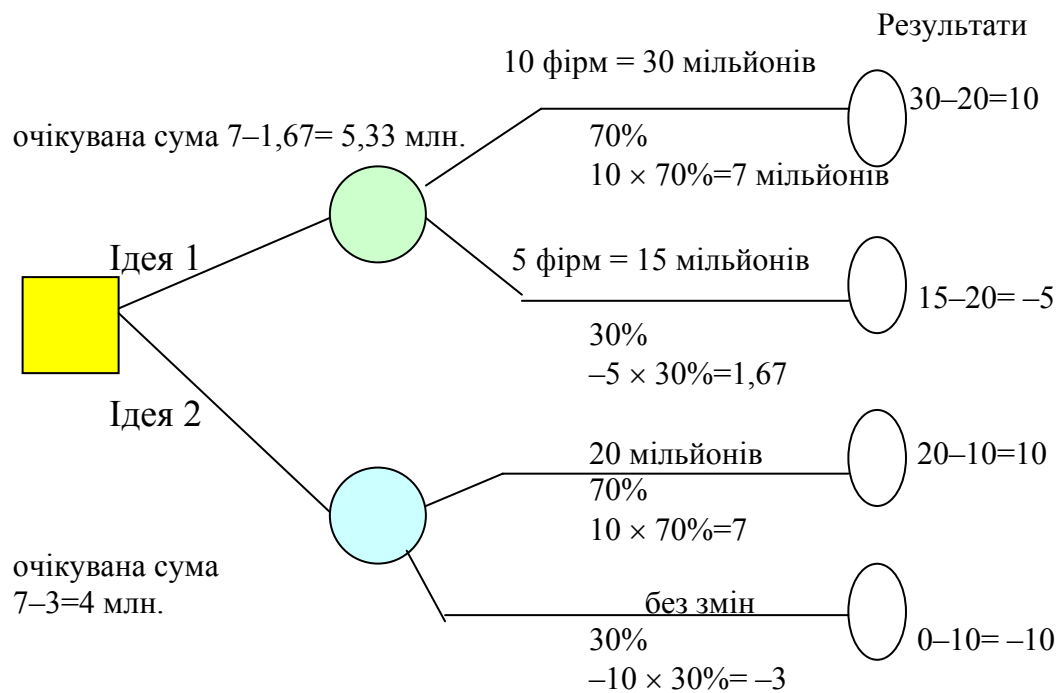 Результати
10 фірм = 30 мільйонів
30–20=10
очікувана сума 7–1,67= 5,33 млн.
70%
10 × 70%=7 мільйонів
Ідея 1
5 фірм = 15 мільйонів
15–20= –5
30%
–5 × 30%=1,67
Ідея 2
20 мільйонів
20–10=10
70%
10 × 70%=7
очікувана сума
7–3=4 млн.
без змін
0–10= –10
30%
–10 × 30%= –3